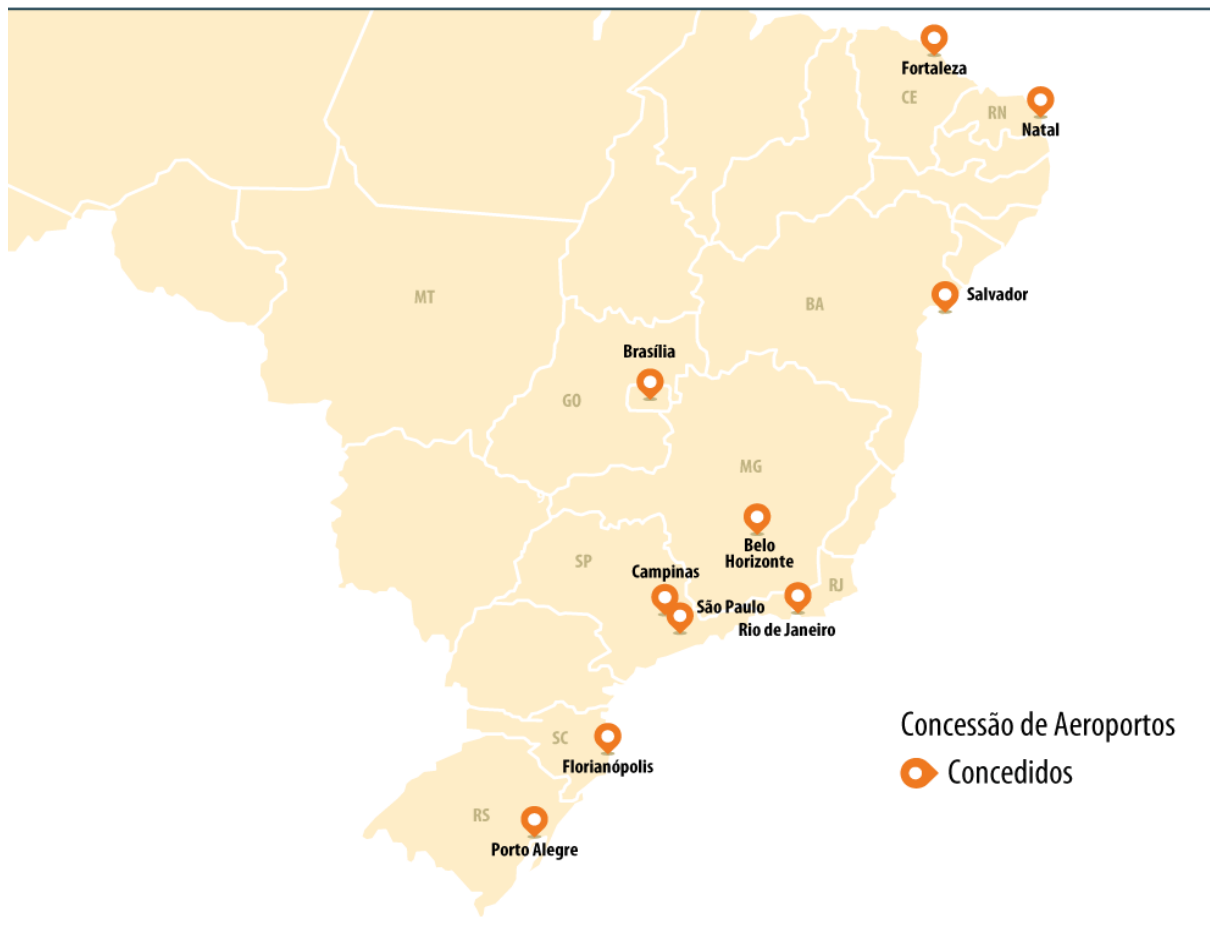 Fortaleza
CE
RN
Natal
MT
BA
Salvador
Brasília
GO
MG
Belo
Horizonte
SP
Campinas
RJ
São Paulo
Rio de Janeiro
Concessão de Aeroportos
SC
Florianópolis
Concedidos
RS
Porto Alegre